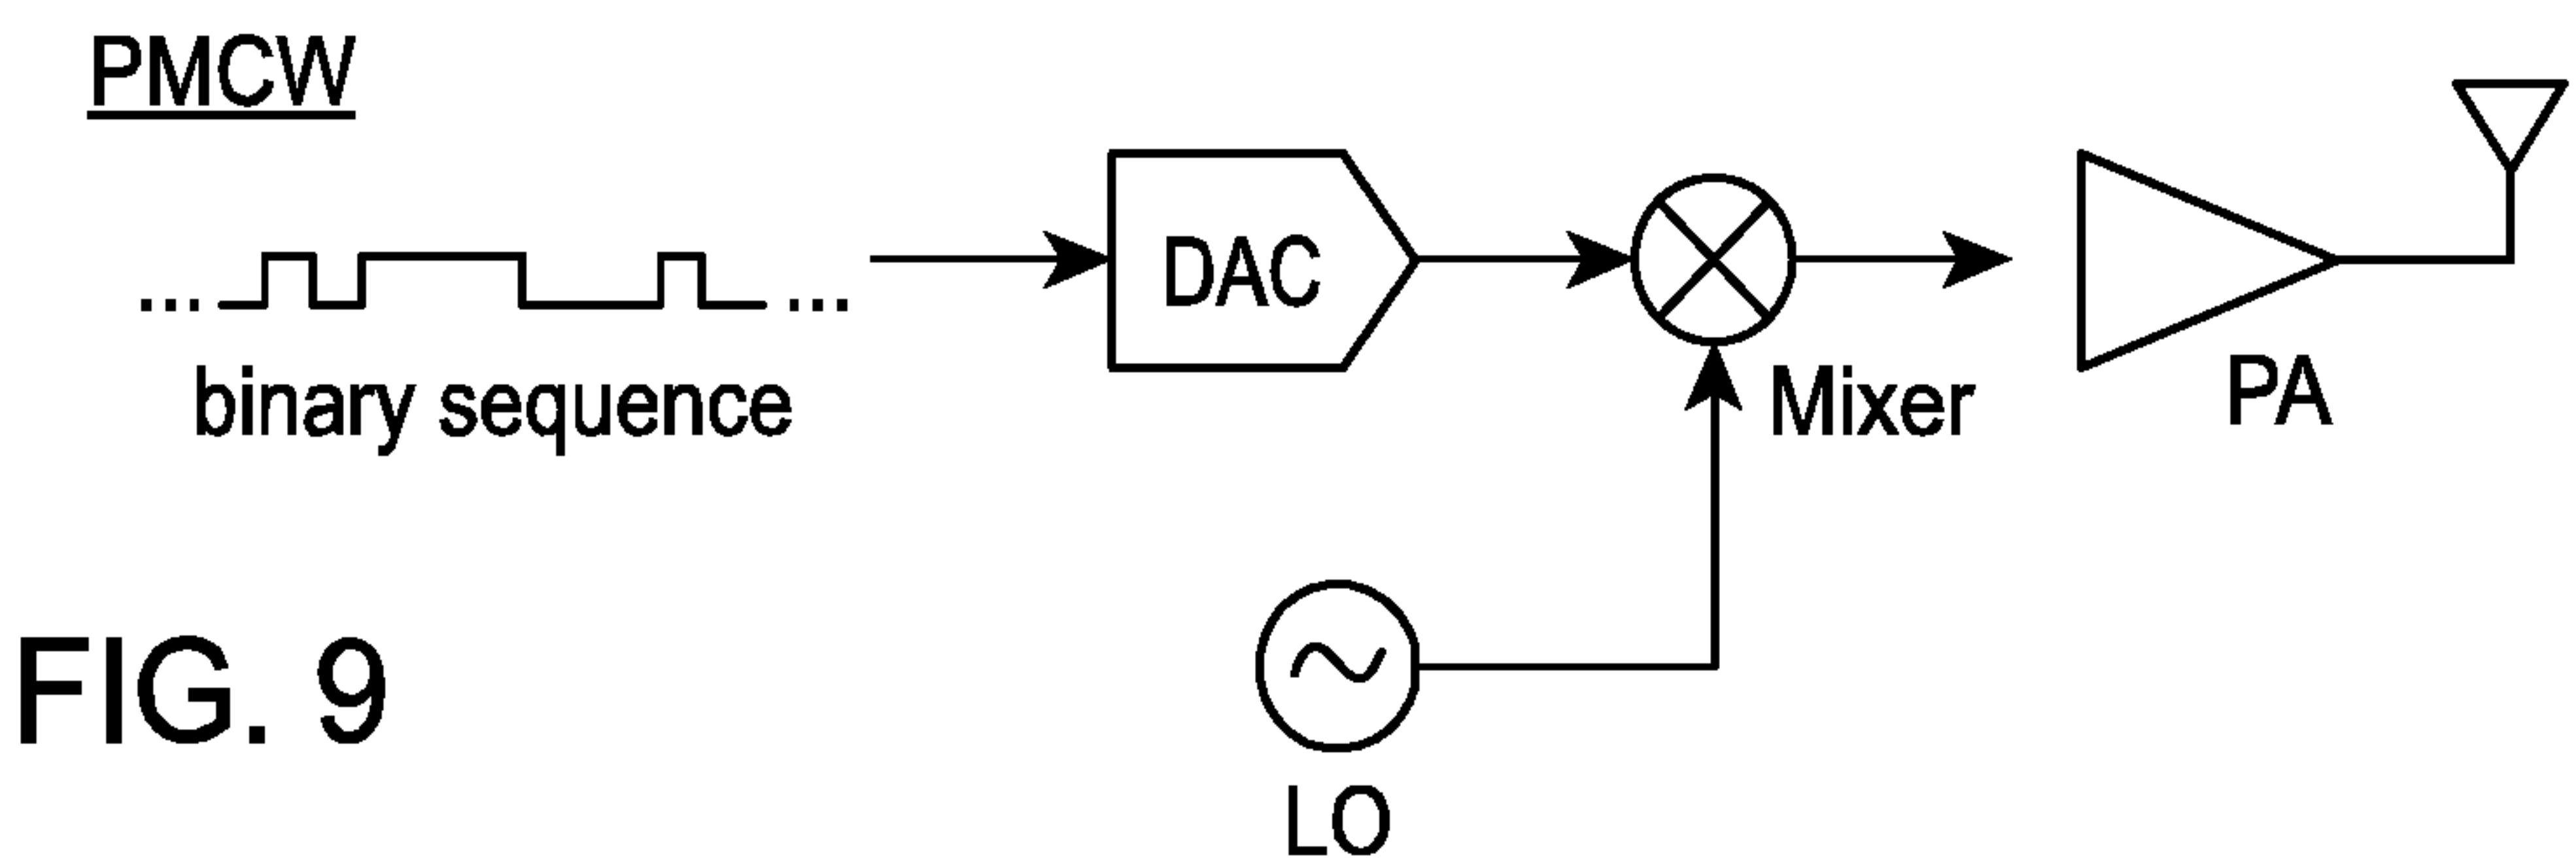 PMCW
... ...
binary sequence
DAC
Mixer
PA
LO
FIG. 9